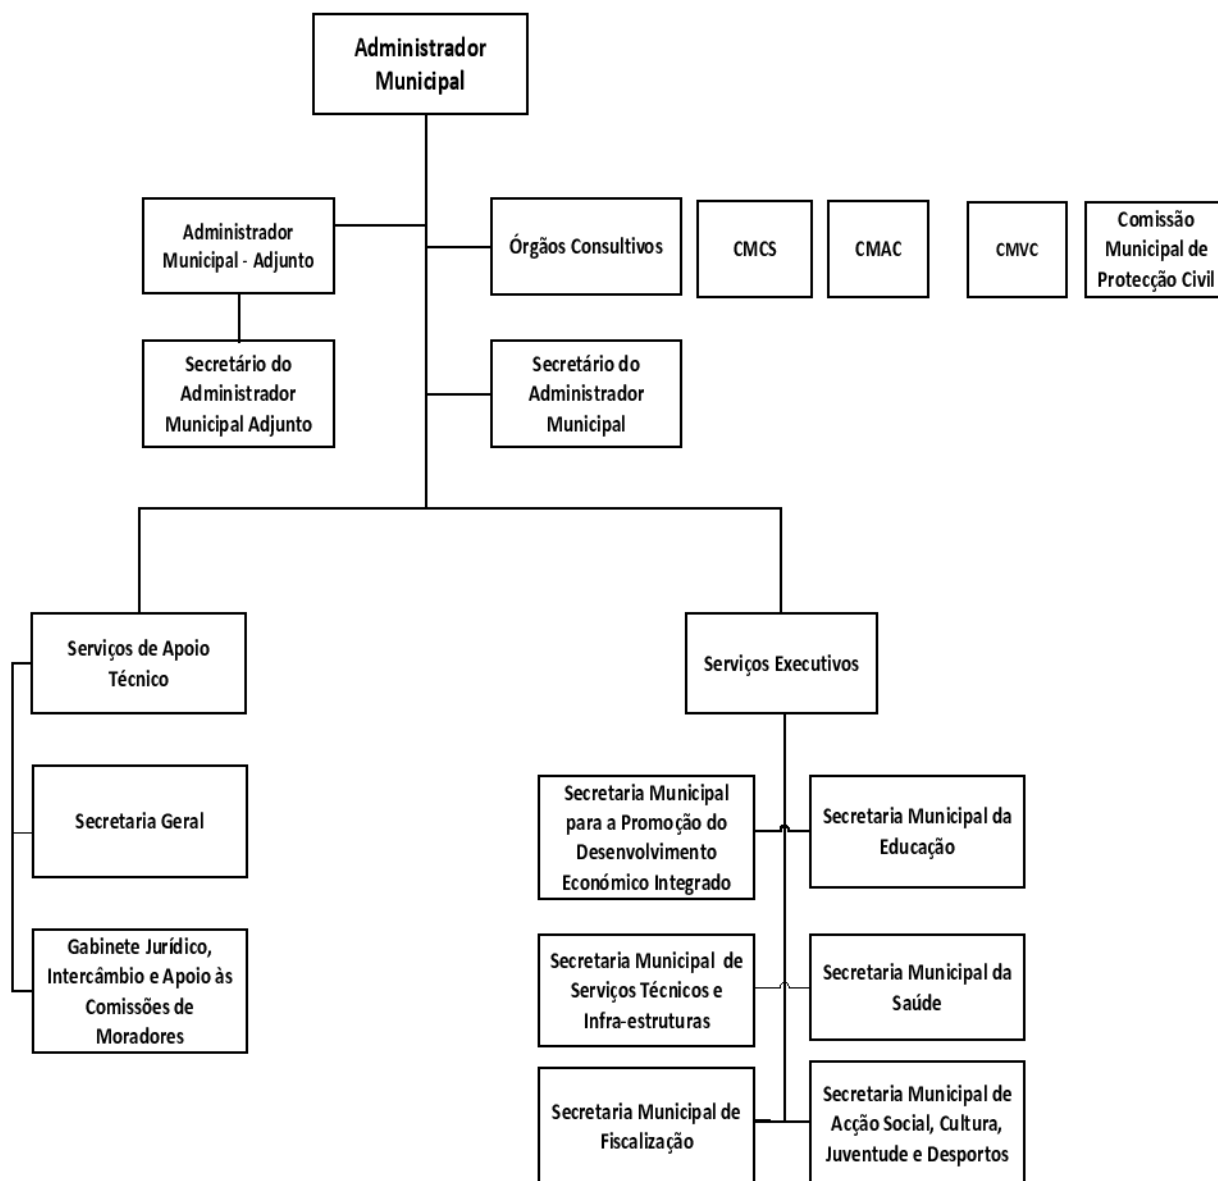 Administrador
Municipal
Administrador
Municipal - Adjunto
Órgãos Consultivos
CMCS
CMAC
CMVC
Comissão
Municipal de
Protecção Civil
Secretário do
Administrador
Municipal Adjunto
Secretário do
Administrador
Municipal
Serviços de Apoio
Técnico
Serviços Executivos
Secretaria Geral
Gabinete Jurídico,
Intercâmbio e Apoio às
Comissões de
Moradores
Secretaria Municipal
para a Promoção do
Desenvolvimento
Económico Integrado
Secretaria Municipal da
Educação
Secretaria Municipal de
Serviços Técnicos e
Infra-estruturas
Secretaria Municipal da
Saúde
Secretaria Municipal de
Fiscalização
Secretaria Municipal de
Acção Social, Cultura,
Juventude e Desportos